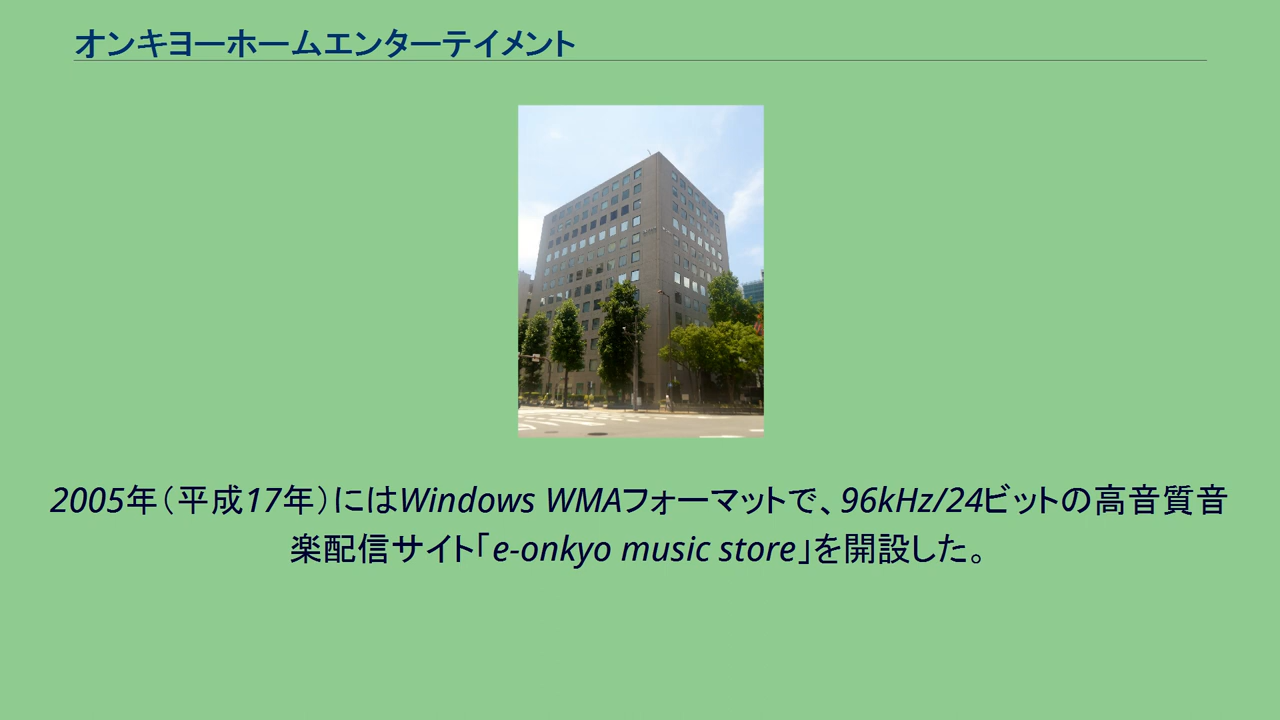 オンキヨーホームエンターテイメント
2005年（平成17年）にはWindows WMAフォーマットで、96kHz/24ビットの高音質音
楽配信サイト「e-onkyo music store」を開設した。